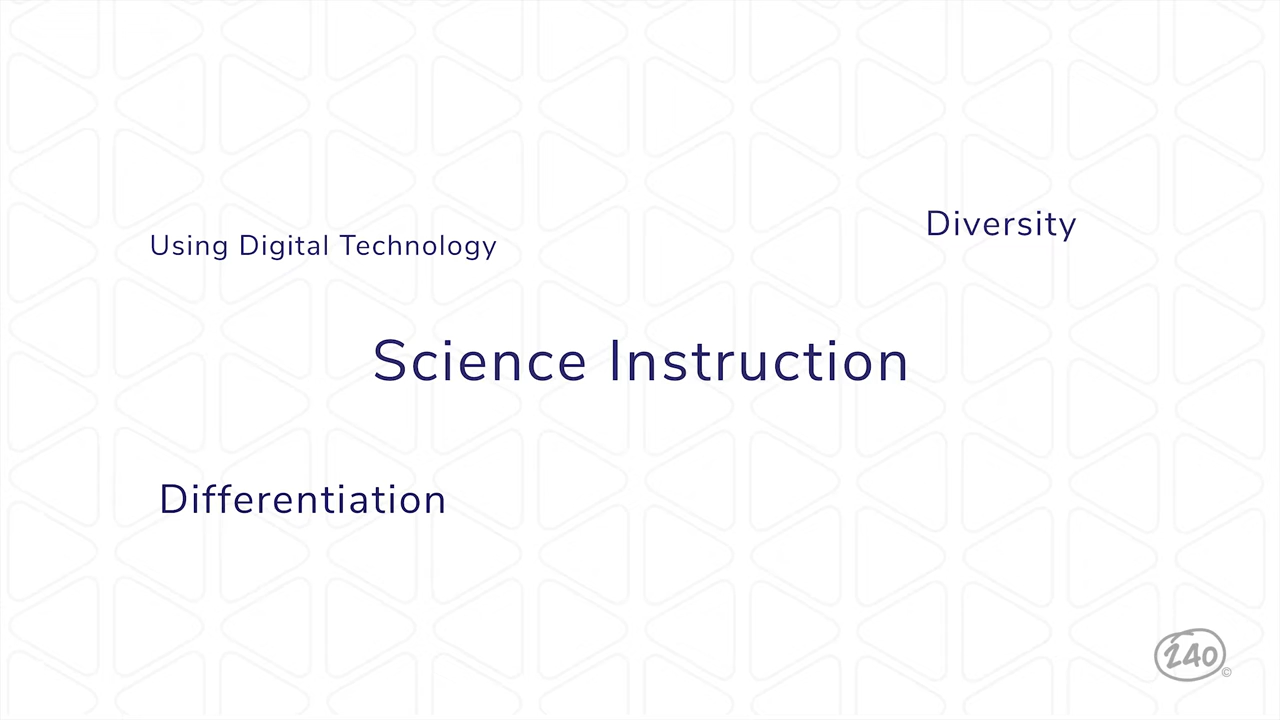 Diversity
Using Digital Technology
Science Instruction
Differentiation
240
©